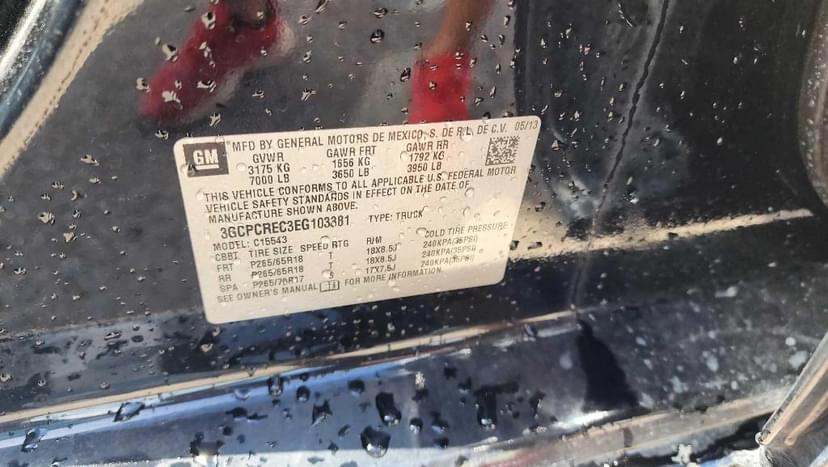 GM
MFD BY GENERAL MOTORS DE MEXICO, S. DE R.L. DE C.V. 05/13
GVWR GAWR FRT GAWR RR
3175 KG 1656 KG 1792 KG
7000 LB 3650 LB 3950 LB
THIS VEHICLE CONFORMS TO ALL APPLICABLE U.S. FEDERAL MOTOR
VEHICLE SAFETY STANDARDS IN EFFECT ON THE DATE OF
MANUFACTURE SHOWN ABOVE.
3GCPCREC3EG103381 TYPE: TRUCK
MODEL: C15543
CBBT TIRE SIZE SPEED RTG RIM COLD TIRE PRESSURE
FRT P265/65R18 T 18X8.5J 240KPA(35PSI)
RR P265/65R18 T 18X8.5J 240KPA(35PSI)
SPA P265/70R17 S 17X7.5J 240KPA(35PSI)
SEE OWNER'S MANUAL FOR MORE INFORMATION.